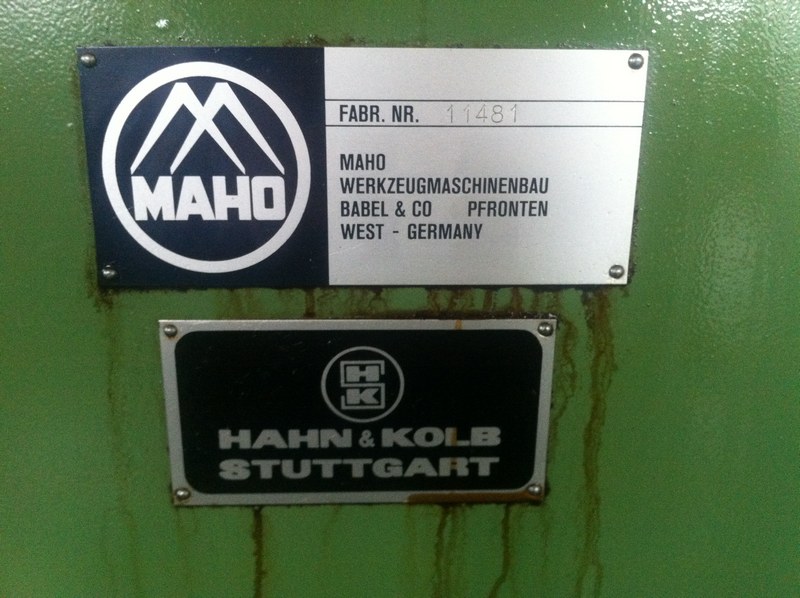 MAHO
FABR. NR. 11481
MAHO
WERKZEUGMASCHINENBAU
BABEL & CO PFRONTEN
WEST - GERMANY
HK
HAHN & KOLB
STUTTGART